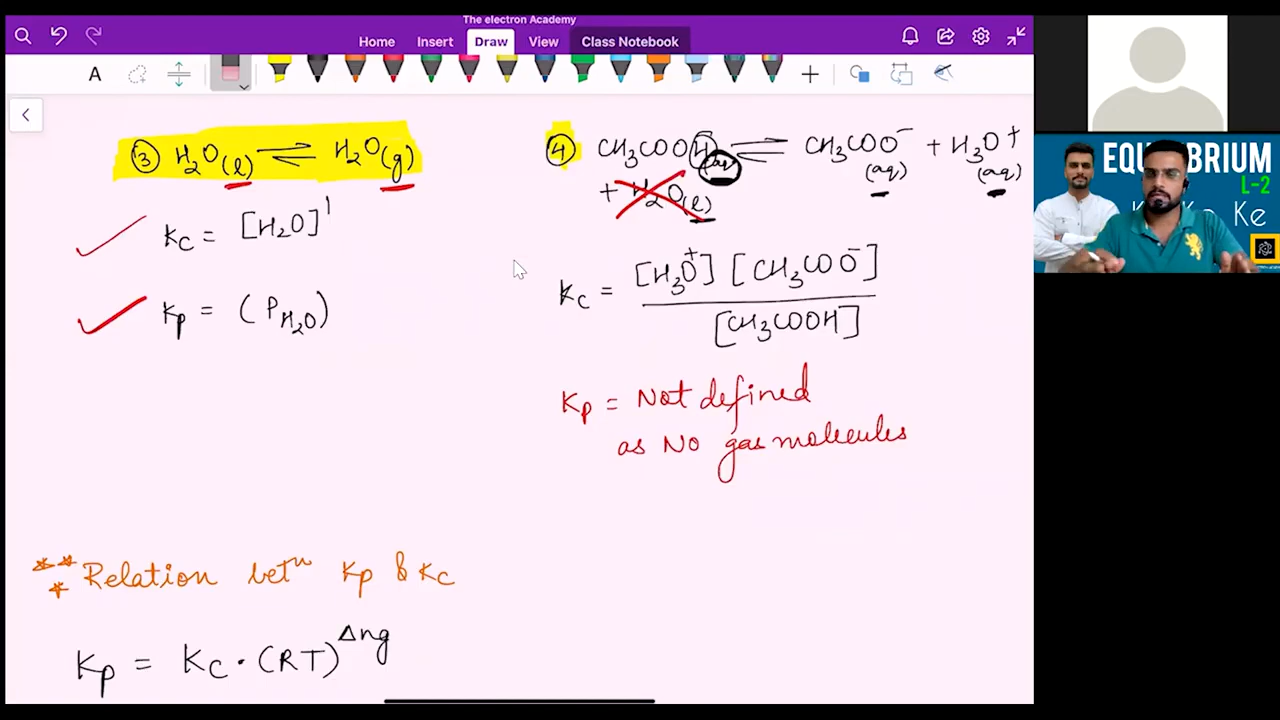 The electron Academy
Home Insert Draw View Class Notebook
A
③ H₂O(l) ⇌ H₂O(g)
Kc = [H₂O]¹
Kp = (P H₂O)
④ CH₃COOH(aq) ⇌ CH₃COO⁻(aq) + H₃O⁺(aq)
+ H₂O(l)
Kc = [H₃O⁺] [CH₃COO⁻] / [CH₃COOH]
Kp = Not defined
as No gas molecules
*** Relation betⁿ Kp & Kc
Kp = Kc · (RT)^Δng
EQUILIBRIUM
L-2
Ke